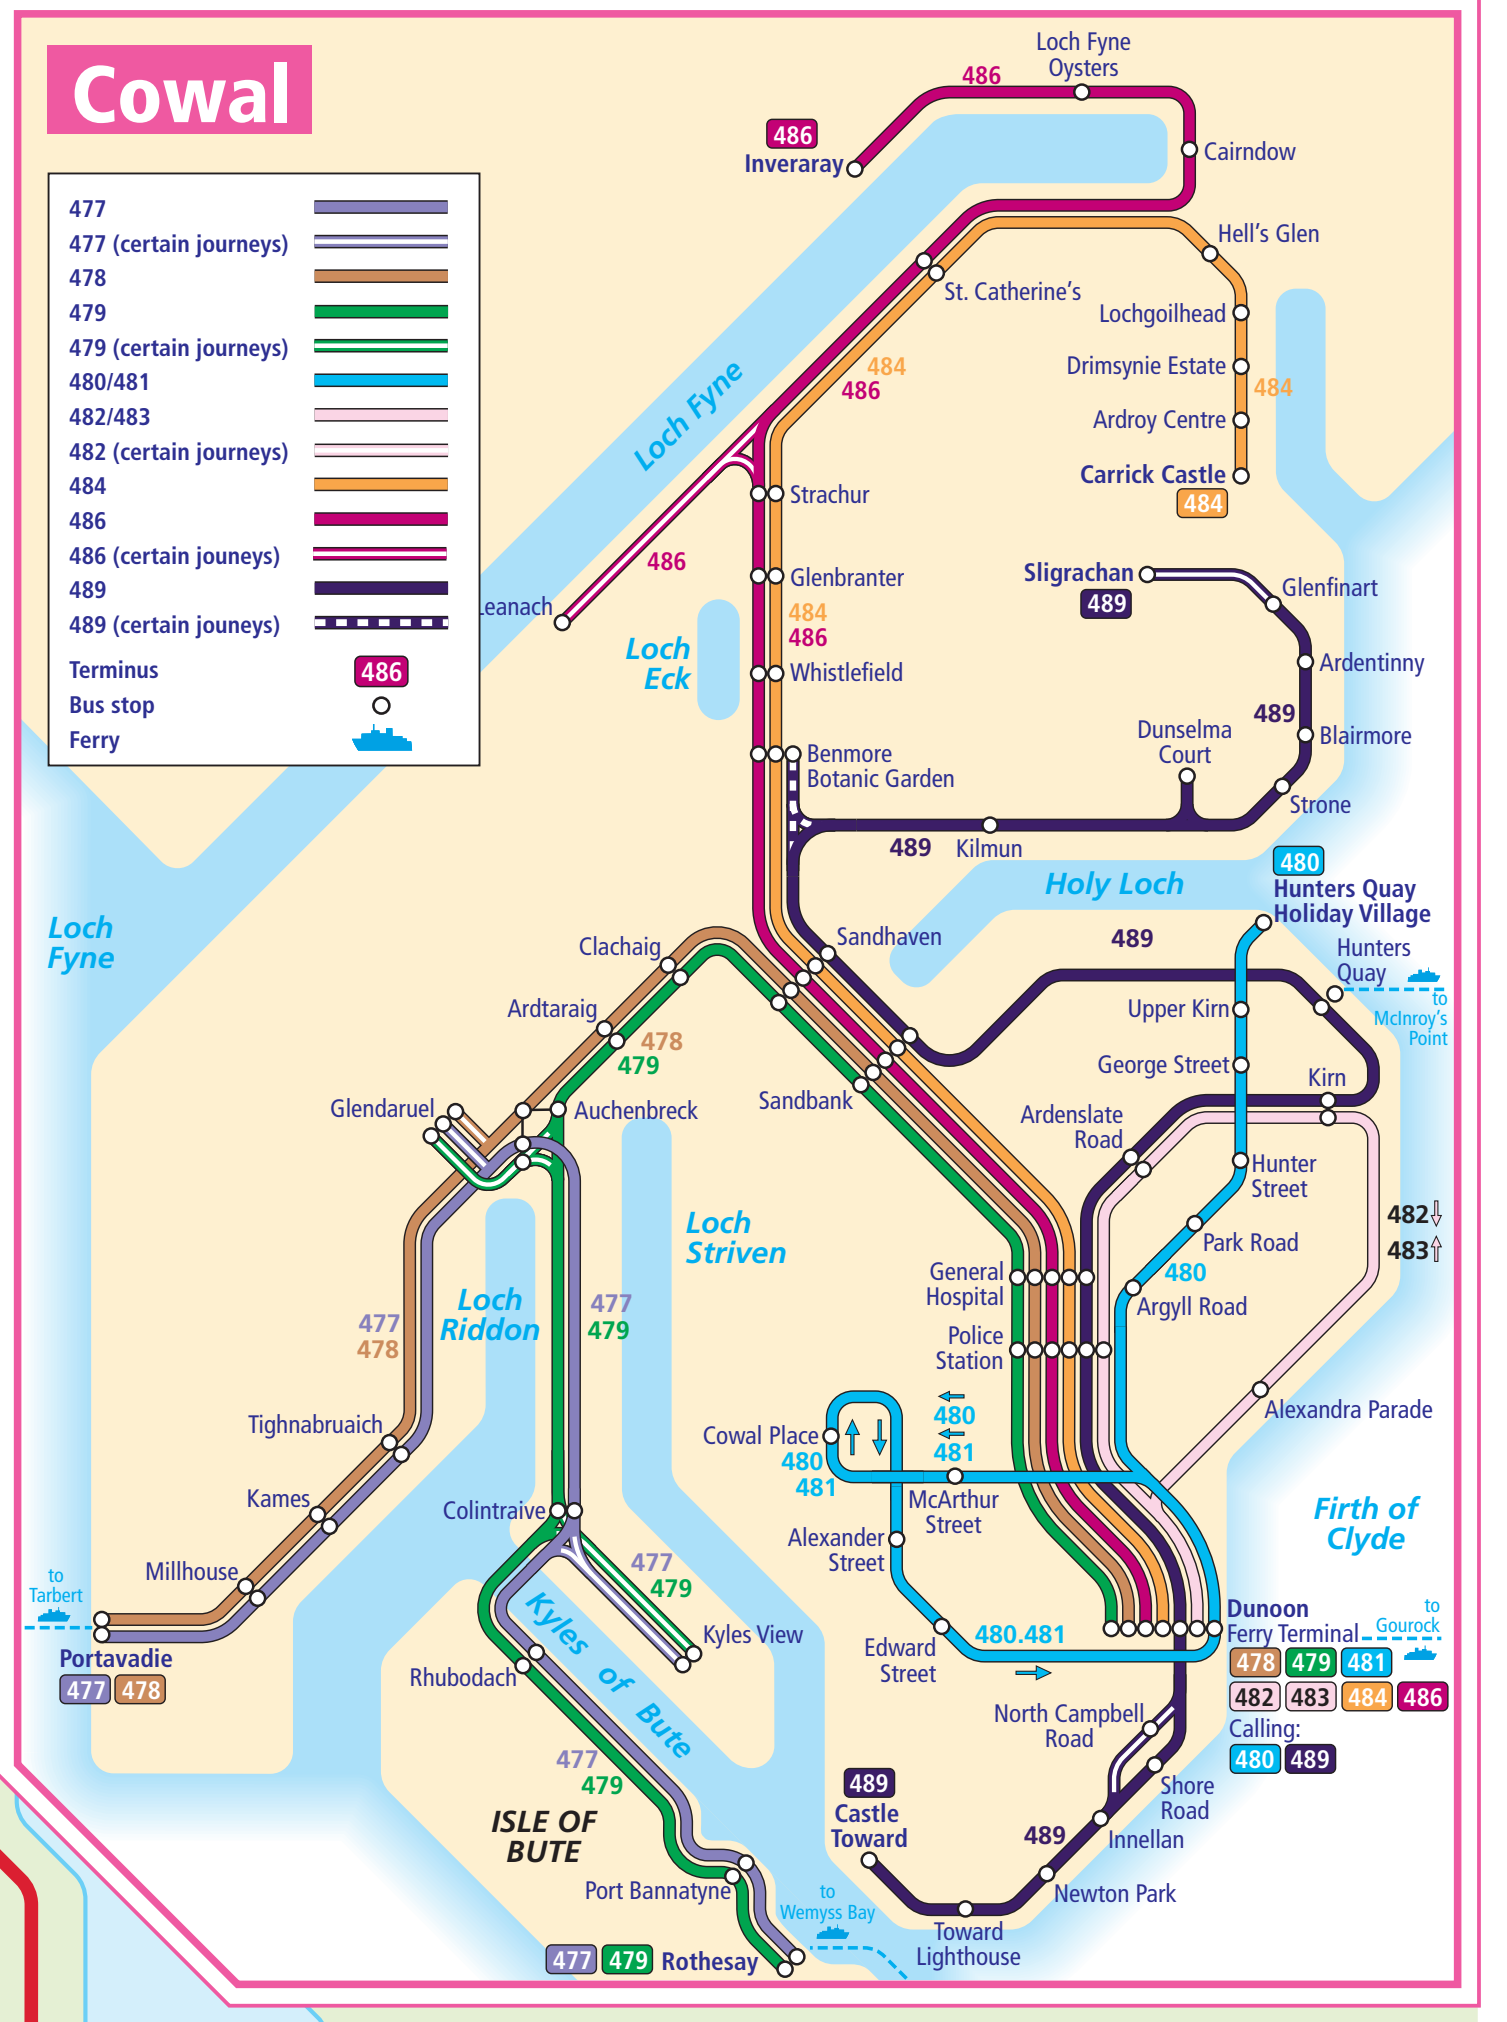 Cowal
477
477 (certain journeys)
478
479
479 (certain journeys)
480/481
482/483
482 (certain journeys)
484
486
486 (certain jouneys)
489
489 (certain jouneys)
Terminus
486
Bus stop
Ferry
Loch Fyne
Oysters
486
486
Inveraray
Cairndow
Hell's Glen
St. Catherine's
Lochgoilhead
Drimsynie Estate
484
486
484
Loch Fyne
Ardroy Centre
Carrick Castle
484
Strachur
486
Glenbranter
Sligrachan
489
Glenfinart
Leanach
484
486
Loch
Eck
Whistlefield
Ardentinny
489
Blairmore
Dunselma
Court
Benmore
Botanic Garden
Strone
489
Kilmun
480
Hunters Quay
Holiday Village
Holy Loch
Loch
Fyne
Clachaig
Sandhaven
489
Hunters
Quay
to
McInroy's
Point
Ardtaraig
Upper Kirn
478
479
George Street
Kirn
Sandbank
Glendaruel
Auchenbreck
Ardenslate
Road
Hunter
Street
Loch
Striven
482
483
Park Road
480
General
Hospital
Argyll Road
Loch
Riddon
477
478
477
479
Police
Station
Alexandra Parade
Tighnabruaich
Cowal Place
480
481
480
481
Kames
Colintraive
McArthur
Street
Firth of
Clyde
Alexander
Street
Millhouse
to
Tarbert
477
479
Kyles of Bute
Kyles View
Edward
Street
480.481
Dunoon
Ferry Terminal
to
Gourock
478 479 481
482 483 484 486
Calling:
480 489
Portavadie
477 478
Rhubodach
North Campbell
Road
477
479
Shore
Road
ISLE OF
BUTE
489
Castle
Toward
489
Innellan
Port Bannatyne
Newton Park
to
Wemyss Bay
Toward
Lighthouse
477 479 Rothesay